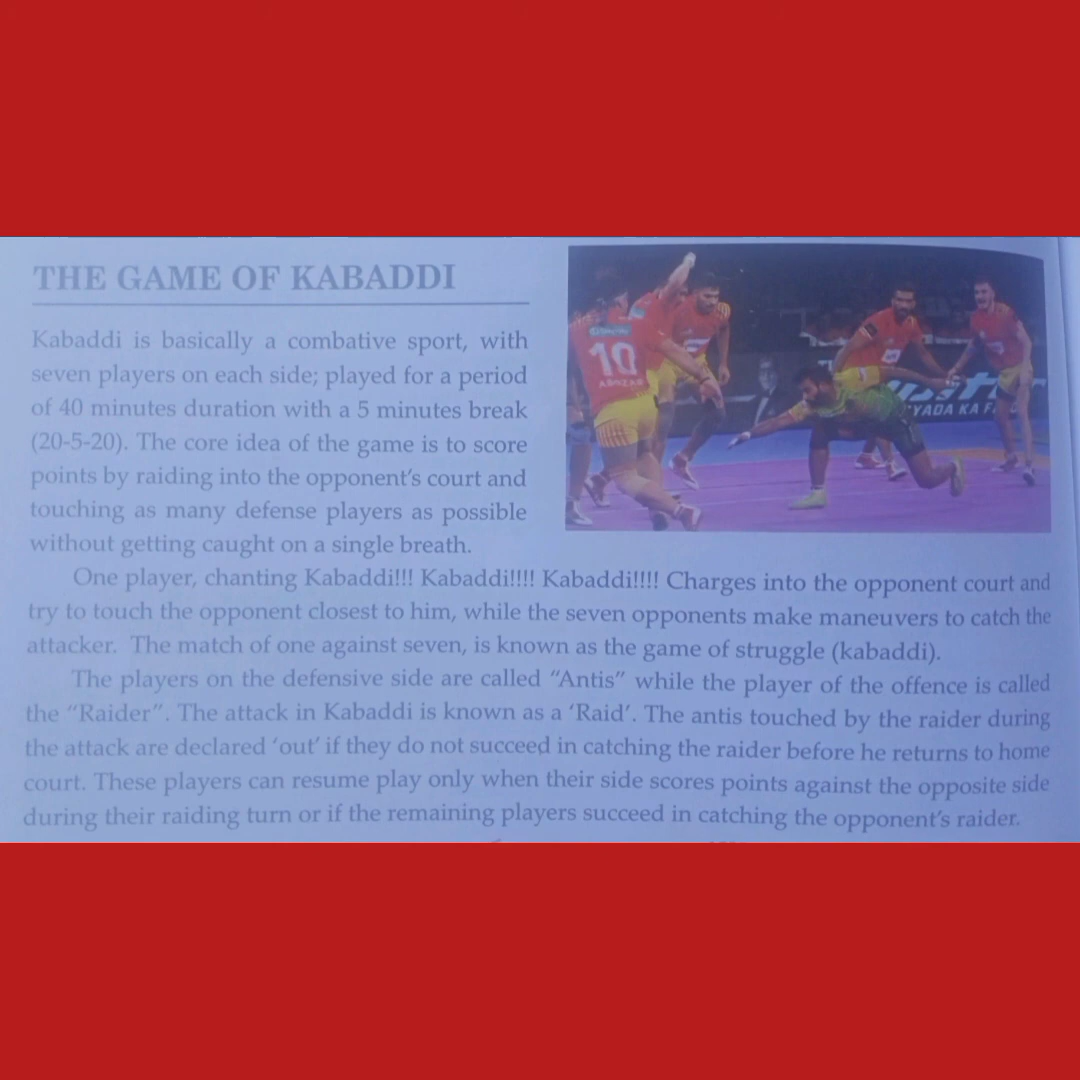 THE GAME OF KABADDI
Kabaddi is basically a combative sport, with
seven players on each side; played for a period
of 40 minutes duration with a 5 minutes break
(20-5-20). The core idea of the game is to score
points by raiding into the opponent's court and
touching as many defense players as possible
without getting caught on a single breath.
10
YADA KA
One player, chanting Kabaddi!!! Kabaddi!!!! Kabaddi!!!! Charges into the opponent court and
try to touch the opponent closest to him, while the seven opponents make maneuvers to catch the
attacker. The match of one against seven, is known as the game of struggle (kabaddi).
The players on the defensive side are called "Antis" while the player of the offence is called
the "Raider". The attack in Kabaddi is known as a 'Raid'. The antis touched by the raider during
the attack are declared 'out' if they do not succeed in catching the raider before he returns to home
court. These players can resume play only when their side scores points against the opposite side
during their raiding turn or if the remaining players succeed in catching the opponent's raider.